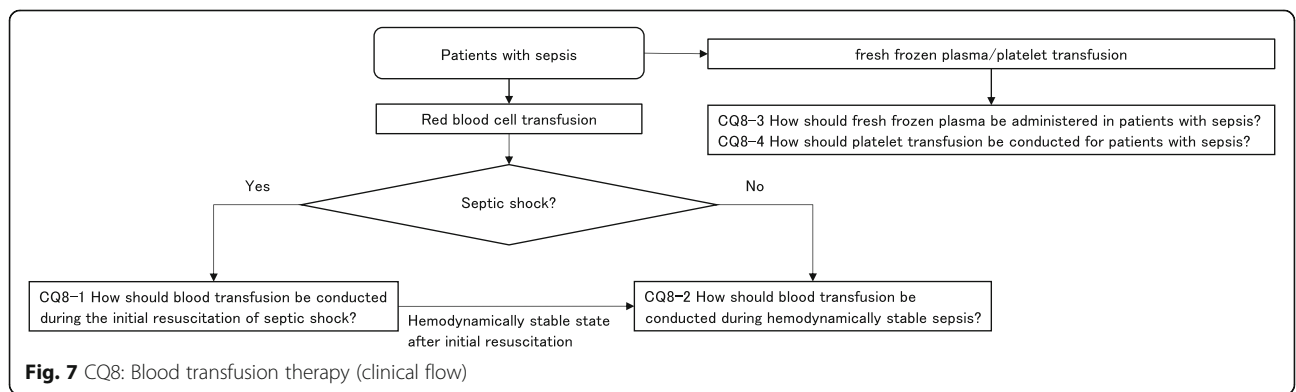 Patients with sepsis
fresh frozen plasma/platelet transfusion
Red blood cell transfusion
CQ8-3 How should fresh frozen plasma be administered in patients with sepsis?
CQ8-4 How should platelet transfusion be conducted for patients with sepsis?
Yes
No
Septic shock?
CQ8-1 How should blood transfusion be conducted
during the initial resuscitation of septic shock?
Hemodynamically stable state
after initial resuscitation
CQ8-2 How should blood transfusion be
conducted during hemodynamically stable sepsis?
Fig. 7 CQ8: Blood transfusion therapy (clinical flow)